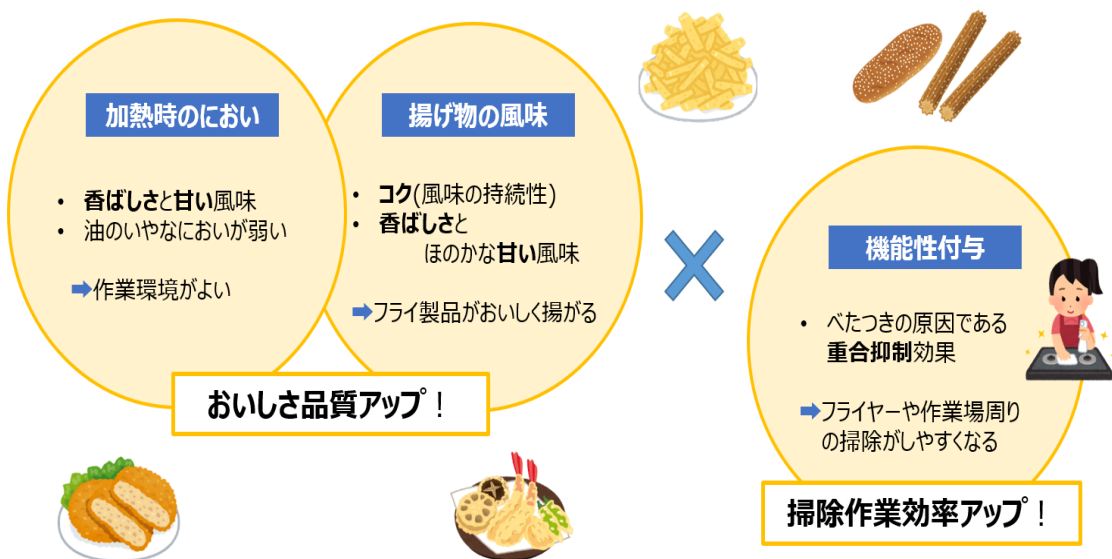 加熱時のにおい
・ 香ばしさと甘い風味
・ 油のいやなにおいが弱い
➡作業環境がよい
揚げ物の風味
・ コク(風味の持続性)
・ 香ばしさと
ほのかな甘い風味
➡フライ製品がおいしく揚がる
おいしさ品質アップ！
機能性付与
・ べたつきの原因である
重合抑制効果
➡フライヤーや作業場周り
の掃除がしやすくなる
掃除作業効率アップ！